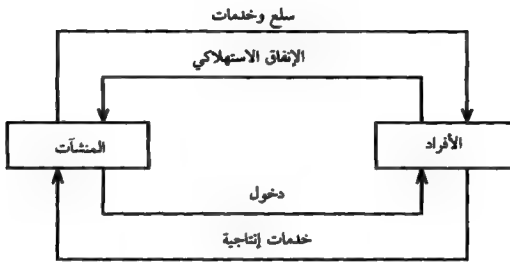 سلع وخدمات
الإنفاق الاستهلاكي
الأفراد
المنشآت
دخول
خدمات إنتاجية